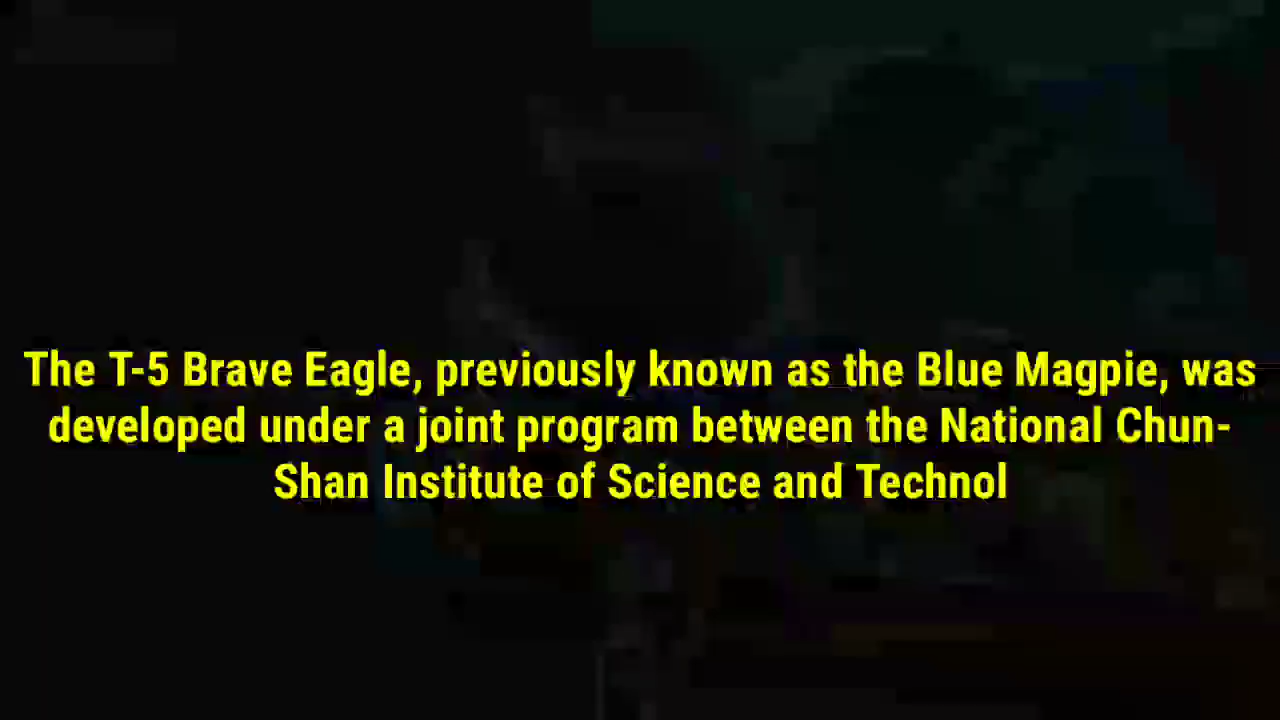 The T-5 Brave Eagle, previously known as the Blue Magpie, was
developed under a joint program between the National Chun-
Shan Institute of Science and Technol